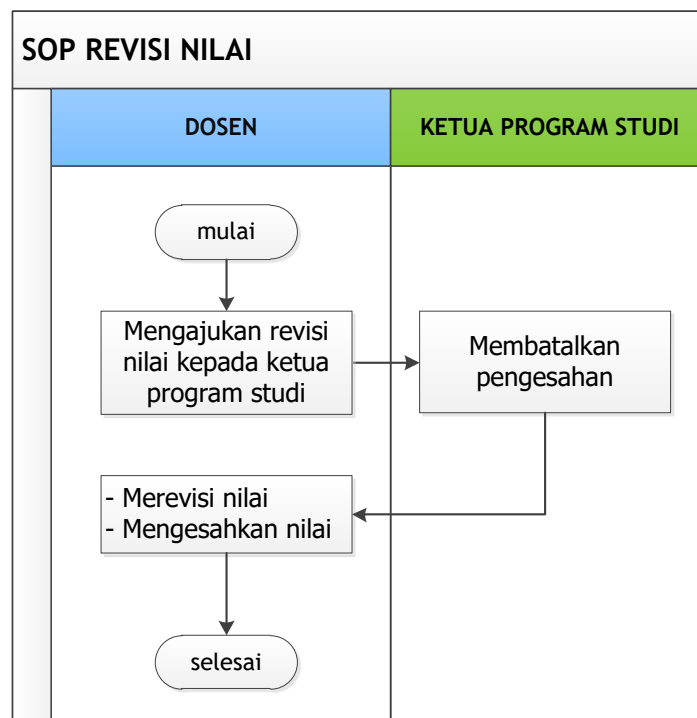 SOP REVISI NILAI
DOSEN
KETUA PROGRAM STUDI
mulai
Mengajukan revisi
nilai kepada ketua
program studi
Membatalkan
pengesahan
- Merevisi nilai
- Mengesahkan nilai
selesai